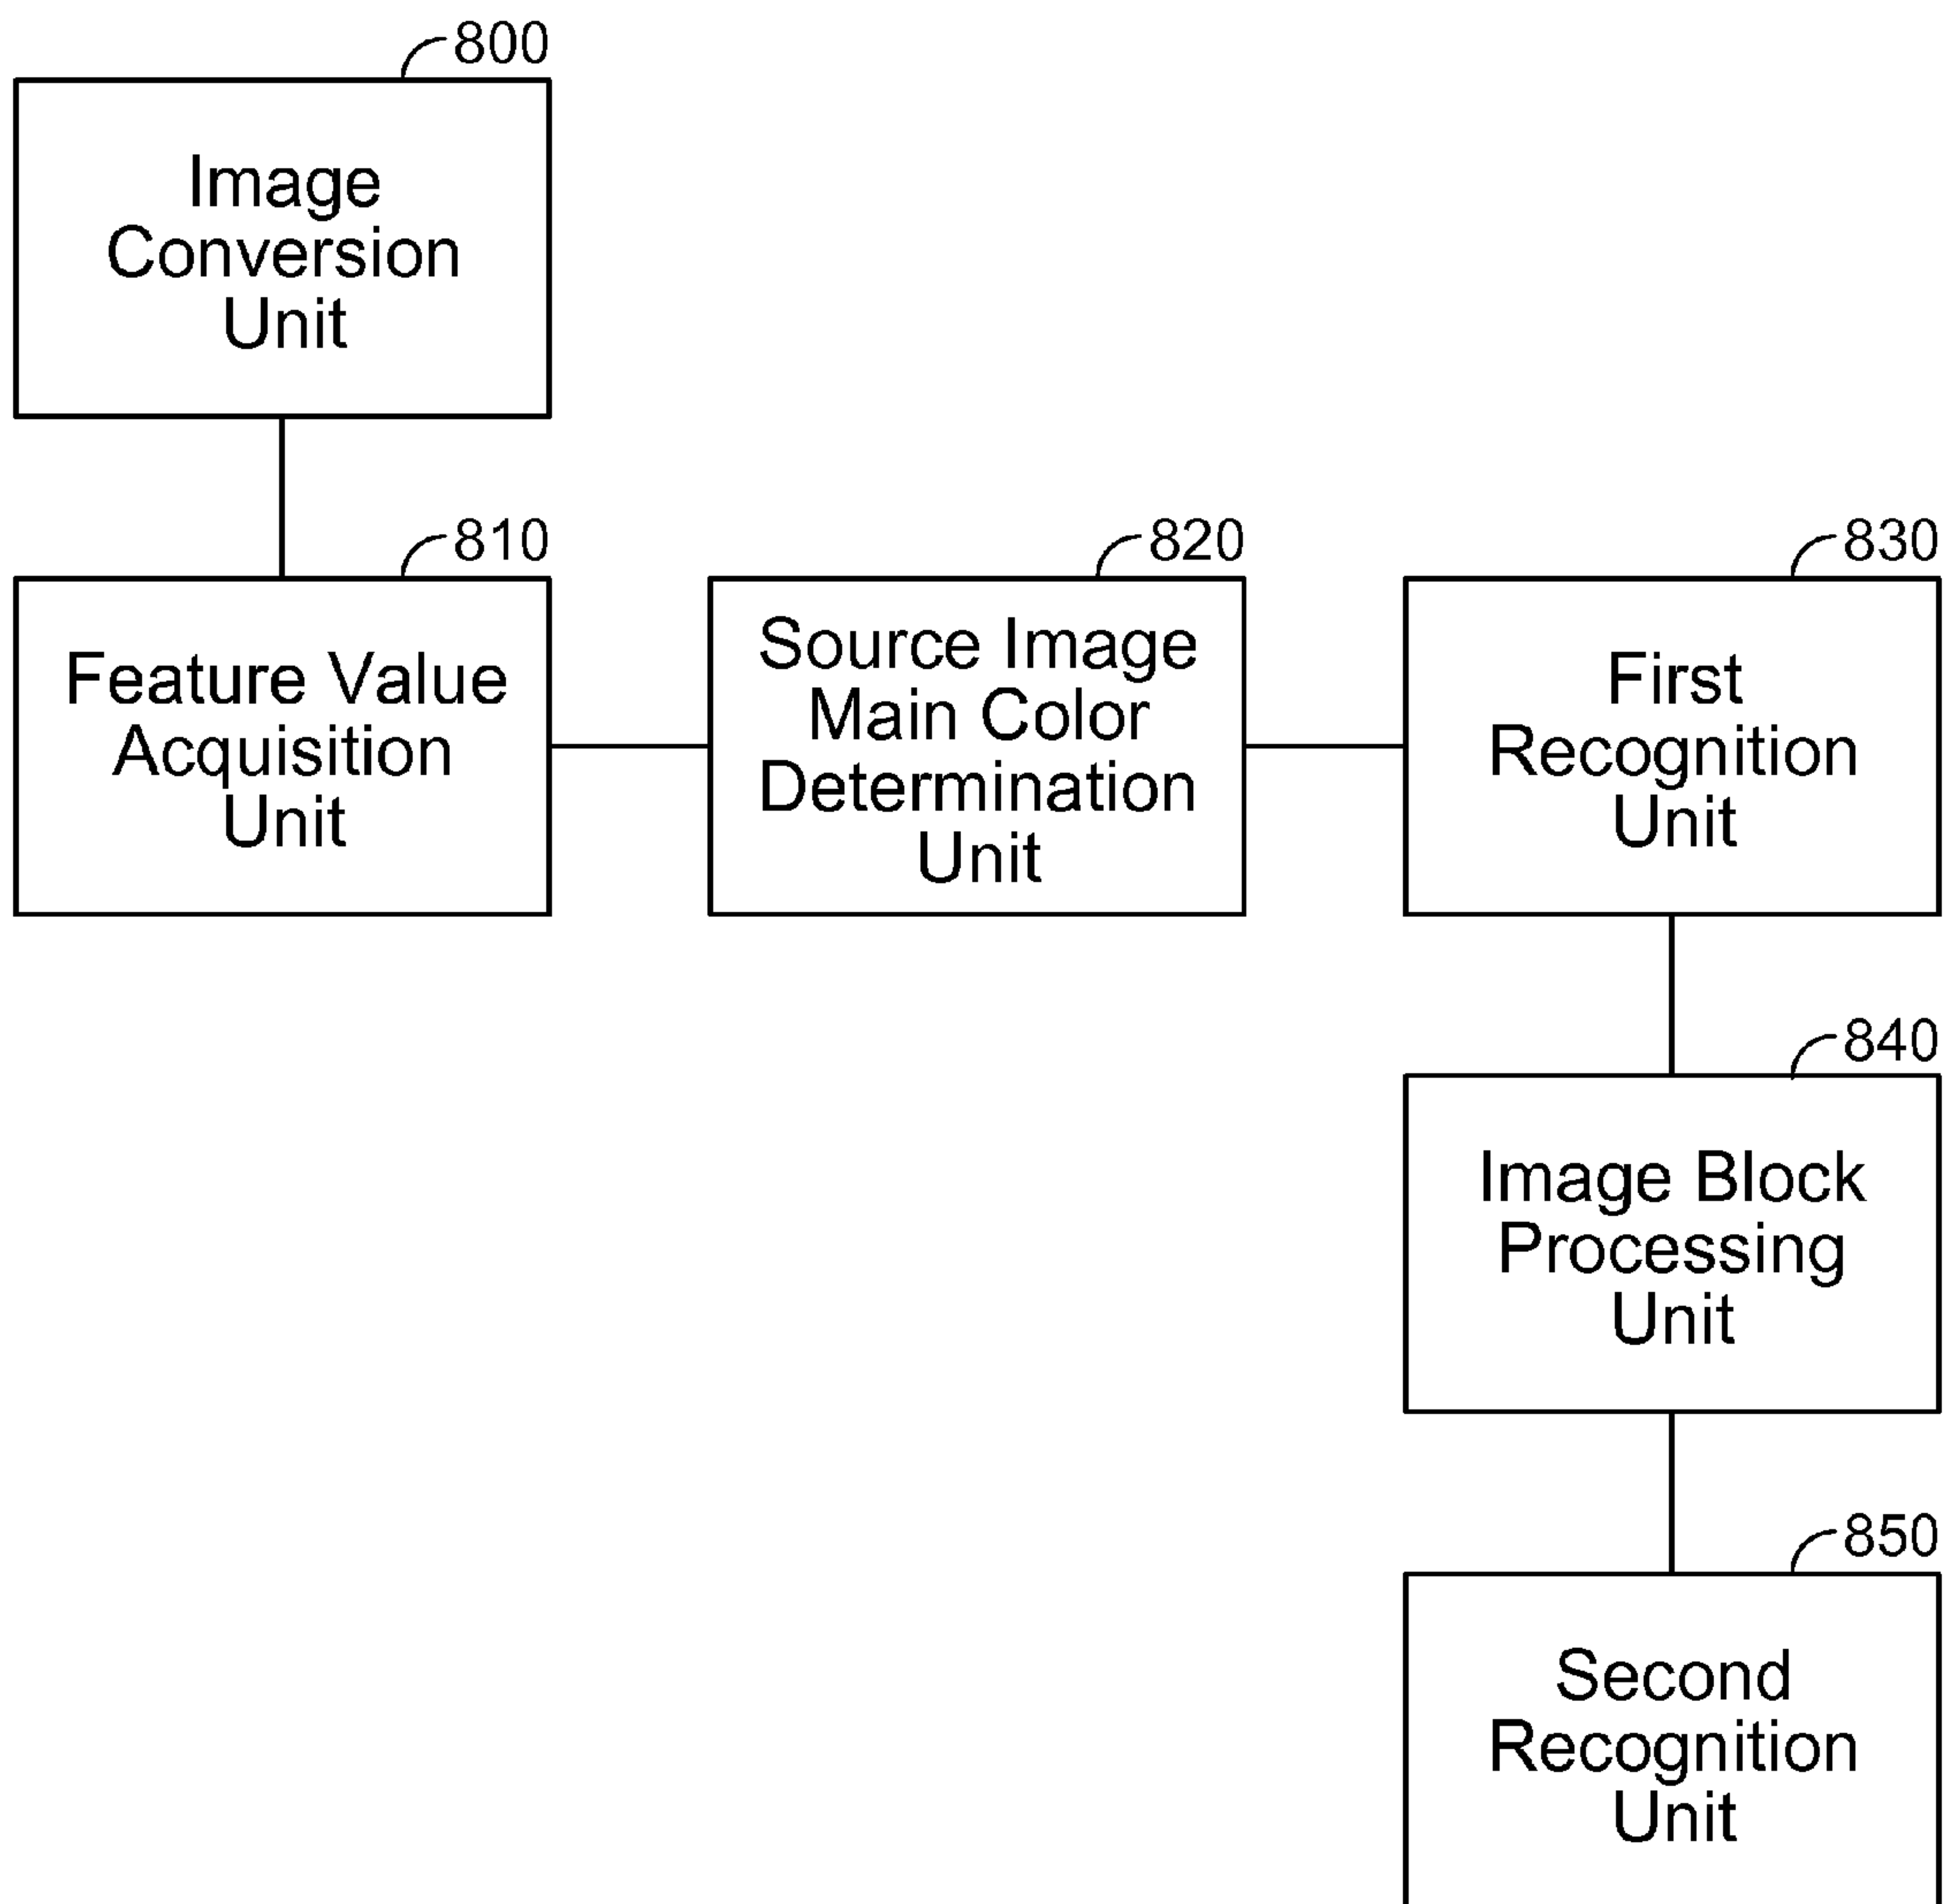 800
Image
Conversion
Unit
810
Feature Value
Acquisition
Unit
820
Source Image
Main Color
Determination
Unit
830
First
Recognition
Unit
840
Image Block
Processing
Unit
850
Second
Recognition
Unit